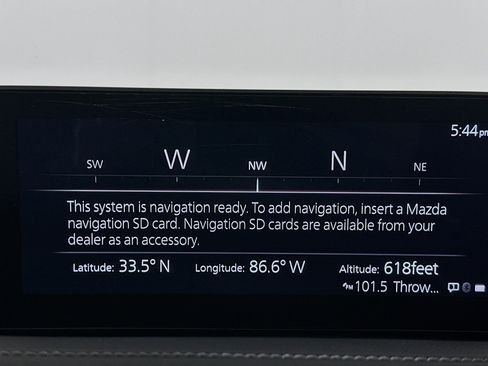 5:44pm
SW W NW N NE
This system is navigation ready. To add navigation, insert a Mazda
navigation SD card. Navigation SD cards are available from your
dealer as an accessory.
Latitude: 33.5° N Longitude: 86.6° W Altitude: 618feet
FM 101.5 Throw...